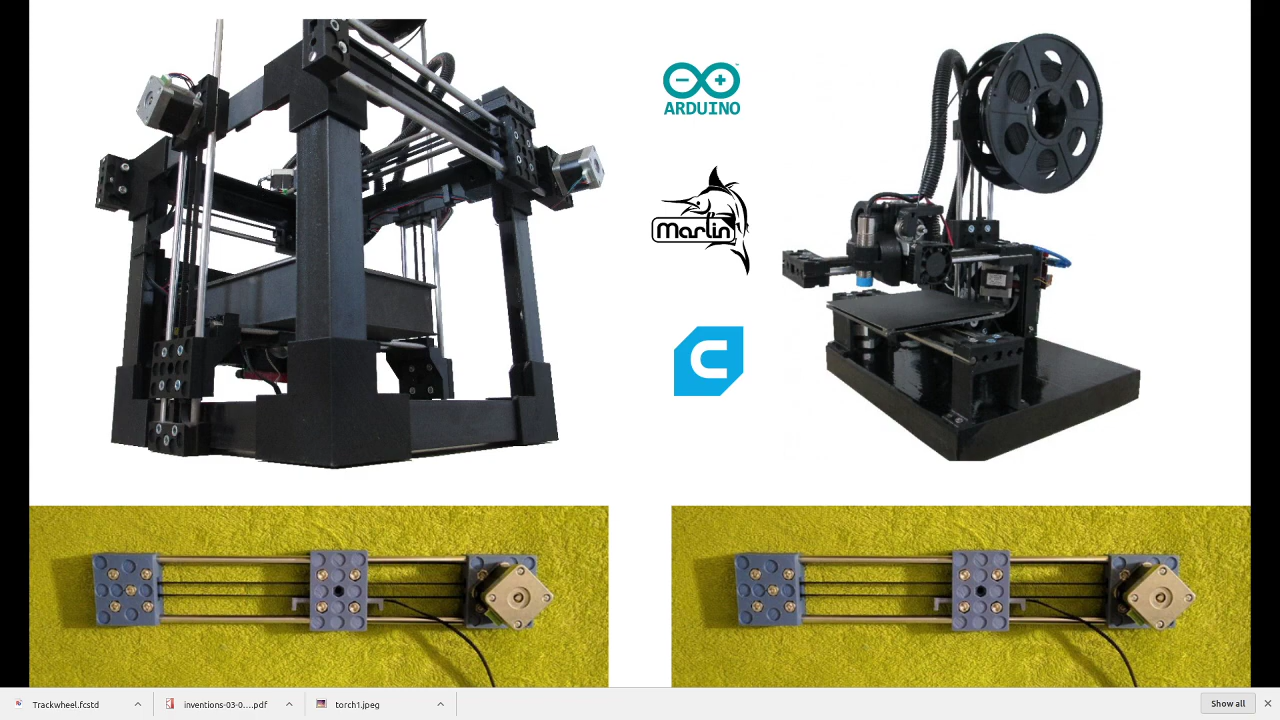 ARDUINO
Marlin
C
Trackwheel.fcstd
inventions-03-0....pdf
torch1.jpeg
Show all